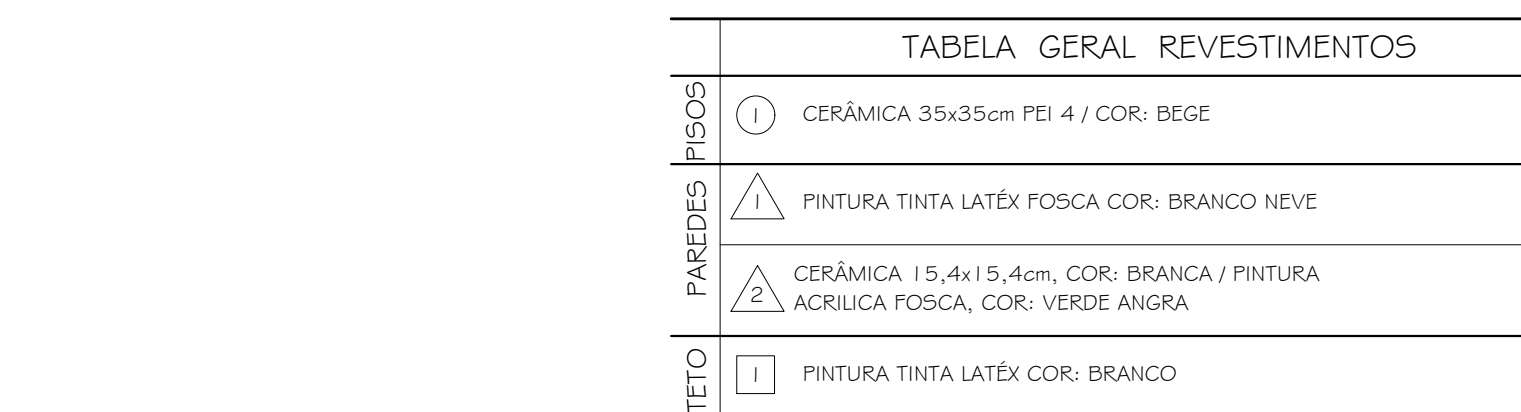 TABELA GERAL REVESTIMENTOS
PISOS
1 CERÂMICA 35x35cm PEI 4 / COR: BEGE
PAREDES
1 PINTURA TINTA LATÉX FOSCA COR: BRANCO NEVE
2 CERÂMICA 15,4x15,4cm, COR: BRANCA / PINTURA
ACRILICA FOSCA, COR: VERDE ANGRA
TETO
1 PINTURA TINTA LATÉX COR: BRANCO